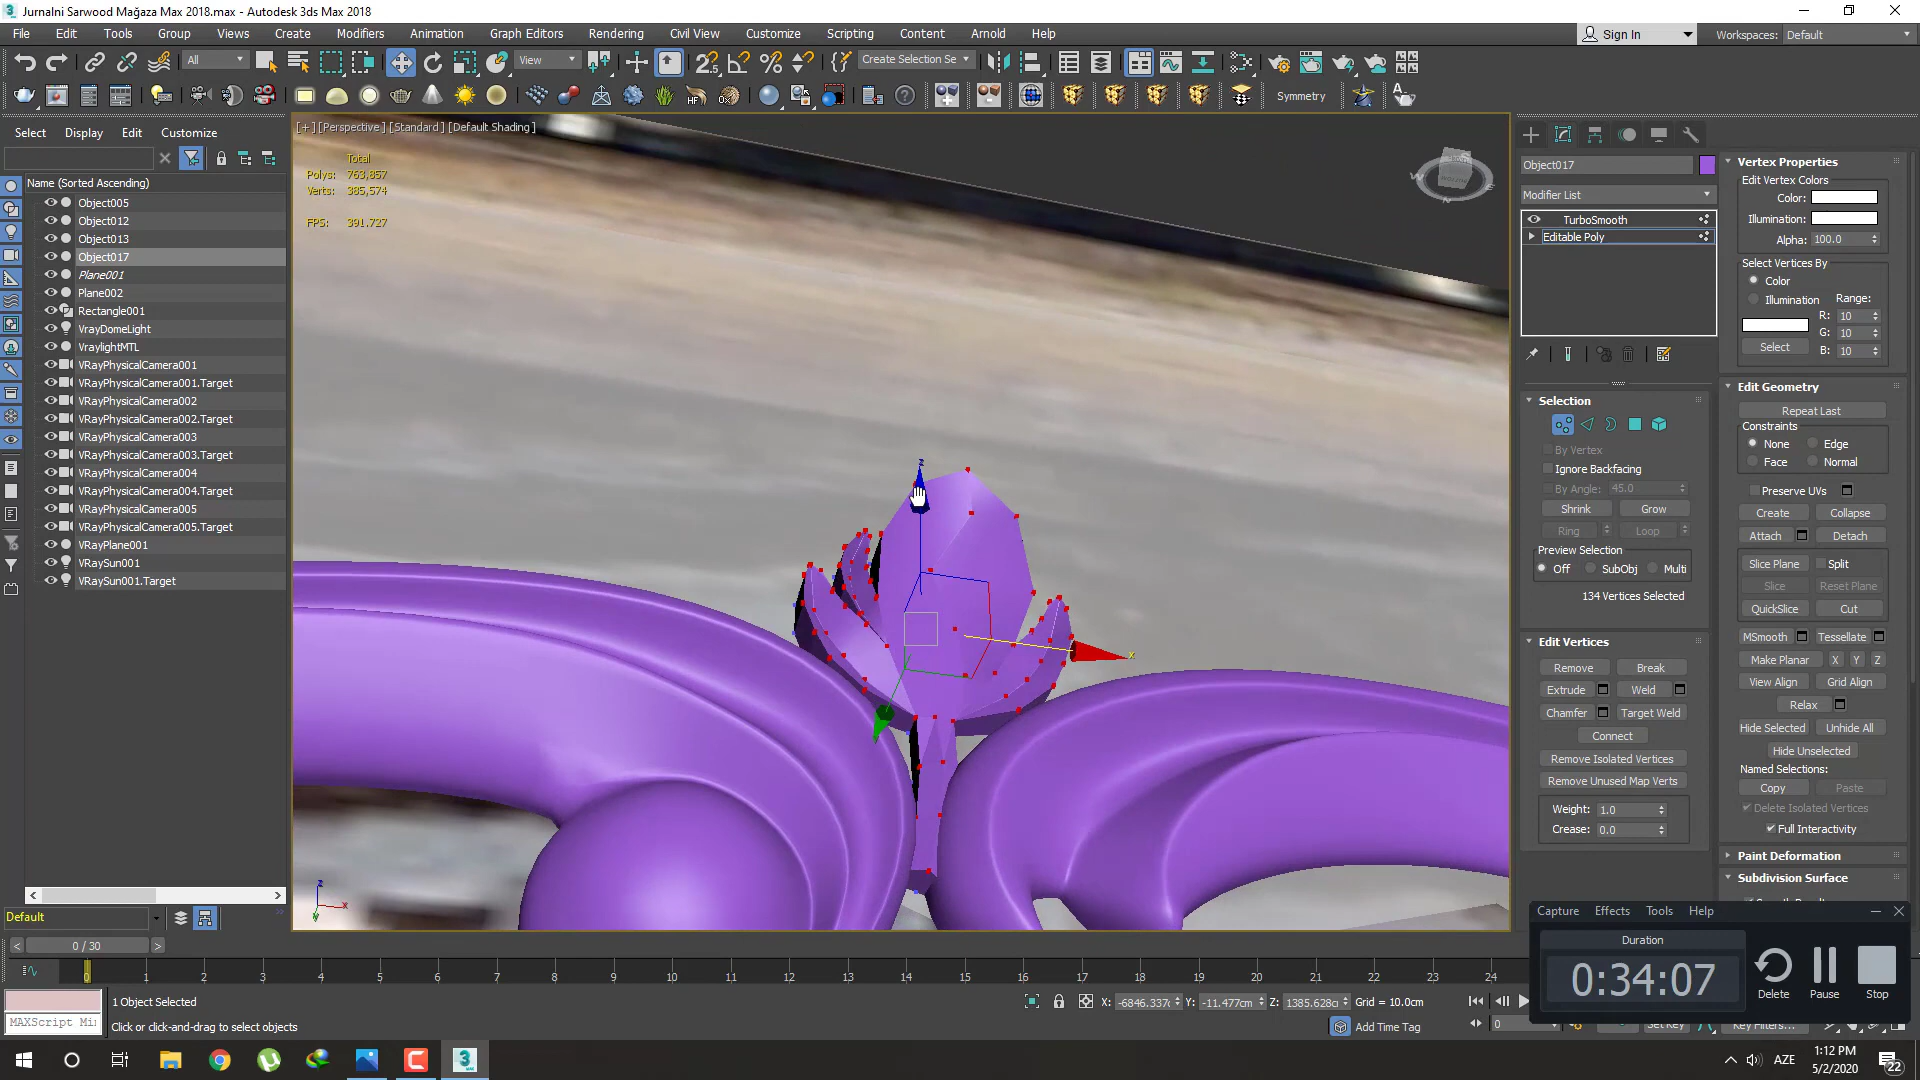 Jurnalni Sarwood Mağaza Max 2018.max - Autodesk 3ds Max 2018
File Edit Tools Group Views Create Modifiers Animation Graph Editors Rendering Civil View Customize Scripting Content Arnold Help
Sign In Workspaces: Default
All View Create Selection Se
HF Symmetry
Select Display Edit Customize
Name (Sorted Ascending)
Object005
Object012
Object013
Object017
Plane001
Plane002
Rectangle001
VrayDomeLight
VraylightMTL
VRayPhysicalCamera001
VRayPhysicalCamera001.Target
VRayPhysicalCamera002
VRayPhysicalCamera002.Target
VRayPhysicalCamera003
VRayPhysicalCamera003.Target
VRayPhysicalCamera004
VRayPhysicalCamera004.Target
VRayPhysicalCamera005
VRayPhysicalCamera005.Target
VRayPlane001
VRaySun001
VRaySun001.Target
Default
[+] [Perspective] [Standard] [Default Shading]
Total
Polys: 763,857
Verts: 385,574
FPS: 391.727
z
x
Object017
Modifier List
TurboSmooth
Editable Poly
Selection
By Vertex
Ignore Backfacing
By Angle: 45.0
Shrink Grow
Ring Loop
Preview Selection
Off SubObj Multi
134 Vertices Selected
Edit Vertices
Remove Break
Extrude Weld
Chamfer Target Weld
Connect
Remove Isolated Vertices
Remove Unused Map Verts
Weight: 1.0
Crease: 0.0
Vertex Properties
Edit Vertex Colors
Color:
Illumination:
Alpha: 100.0
Select Vertices By
Color
Illumination Range:
R: 10
G: 10
Select B: 10
Edit Geometry
Repeat Last
Constraints
None Edge
Face Normal
Preserve UVs
Create Collapse
Attach Detach
Slice Plane Split
Slice Reset Plane
QuickSlice Cut
MSmooth Tessellate
Make Planar X Y Z
View Align Grid Align
Relax
Hide Selected Unhide All
Hide Unselected
Named Selections:
Copy Paste
Delete Isolated Vertices
Full Interactivity
Paint Deformation
Subdivision Surface
Capture Effects Tools Help
Duration
0:34:07
Delete Pause Stop
0 / 30
0 1 2 3 4 5 6 7 8 9 10 11 12 13 14 15 16 17 18 19 20 21 22 23 24
1 Object Selected
Click or click-and-drag to select objects
MAXScript Mi
X: -6846.337 Y: -11.477cm Z: 1385.628c Grid = 10.0cm
Add Time Tag
0
Set Key Key Filters...
AZE
1:12 PM
5/2/2020
22